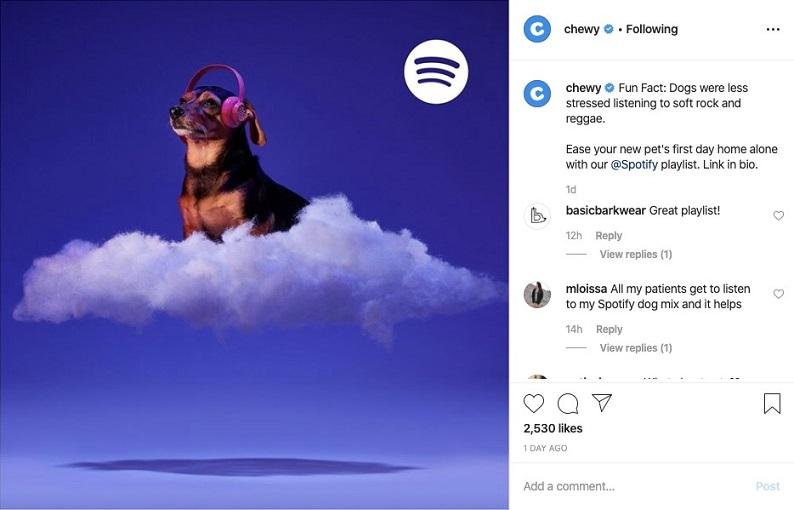 chewy • Following
chewy Fun Fact: Dogs were less
stressed listening to soft rock and
reggae.
Ease your new pet's first day home alone
with our @Spotify playlist. Link in bio.
1d
basicbarkwear Great playlist!
12h Reply
View replies (1)
mloissa All my patients get to listen
to my Spotify dog mix and it helps
14h Reply
View replies (1)
2,530 likes
1 DAY AGO
Add a comment... Post